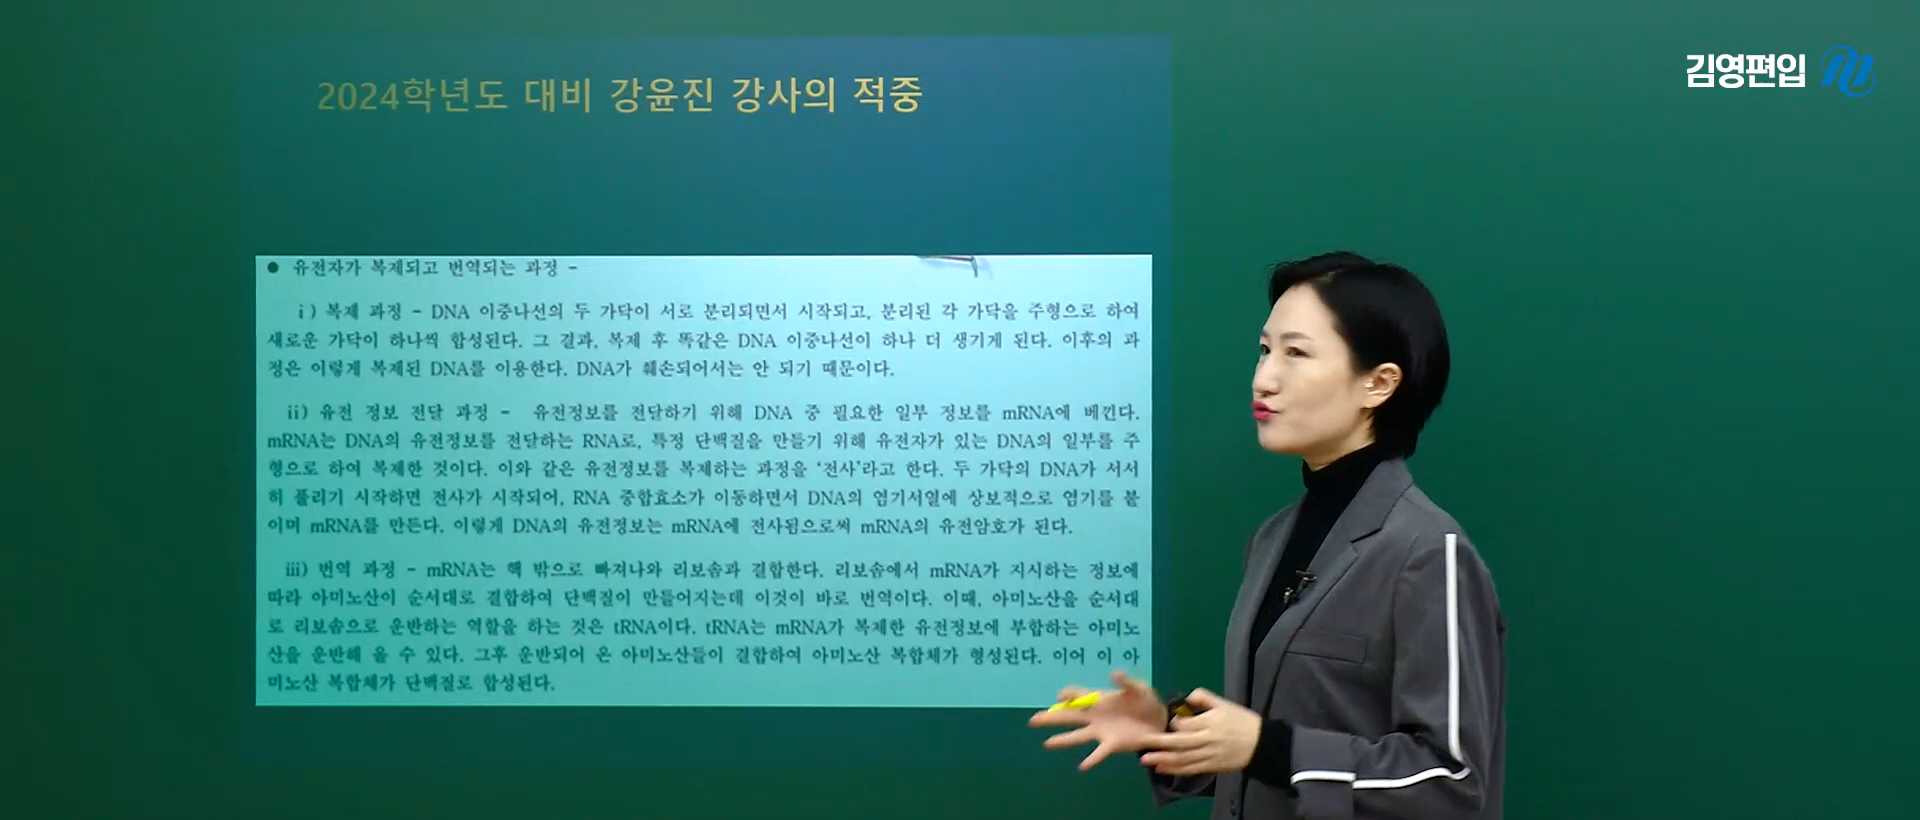 2024학년도 대비 강윤진 강사의 적중
김영편입
● 유전자가 복제되고 번역되는 과정 -
ⅰ) 복제 과정 - DNA 이중나선의 두 가닥이 서로 분리되면서 시작되고, 분리된 각 가닥을 주형으로 하여
새로운 가닥이 하나씩 합성된다. 그 결과, 복제 후 똑같은 DNA 이중나선이 하나 더 생기게 된다. 이후의 과
정은 이렇게 복제된 DNA를 이용한다. DNA가 훼손되어서는 안 되기 때문이다.
ⅱ) 유전 정보 전달 과정 - 유전정보를 전달하기 위해 DNA 중 필요한 일부 정보를 mRNA에 베낀다.
mRNA는 DNA의 유전정보를 전달하는 RNA로, 특정 단백질을 만들기 위해 유전자가 있는 DNA의 일부를 주
형으로 하여 복제한 것이다. 이와 같은 유전정보를 복제하는 과정을 ‘전사’라고 한다. 두 가닥의 DNA가 서서
히 풀리기 시작하면 전사가 시작되어, RNA 중합효소가 이동하면서 DNA의 염기서열에 상보적으로 염기를 붙
이며 mRNA를 만든다. 이렇게 DNA의 유전정보는 mRNA에 전사됨으로써 mRNA의 유전암호가 된다.
ⅲ) 번역 과정 - mRNA는 핵 밖으로 빠져나와 리보솜과 결합한다. 리보솜에서 mRNA가 지시하는 정보에
따라 아미노산이 순서대로 결합하여 단백질이 만들어지는데 이것이 바로 번역이다. 이때, 아미노산을 순서대
로 리보솜으로 운반하는 역할을 하는 것은 tRNA이다. tRNA는 mRNA가 복제한 유전정보에 부합하는 아미노
산을 운반해 올 수 있다. 그후 운반되어 온 아미노산들이 결합하여 아미노산 복합체가 형성된다. 이어 이 아
미노산 복합체가 단백질로 합성된다.